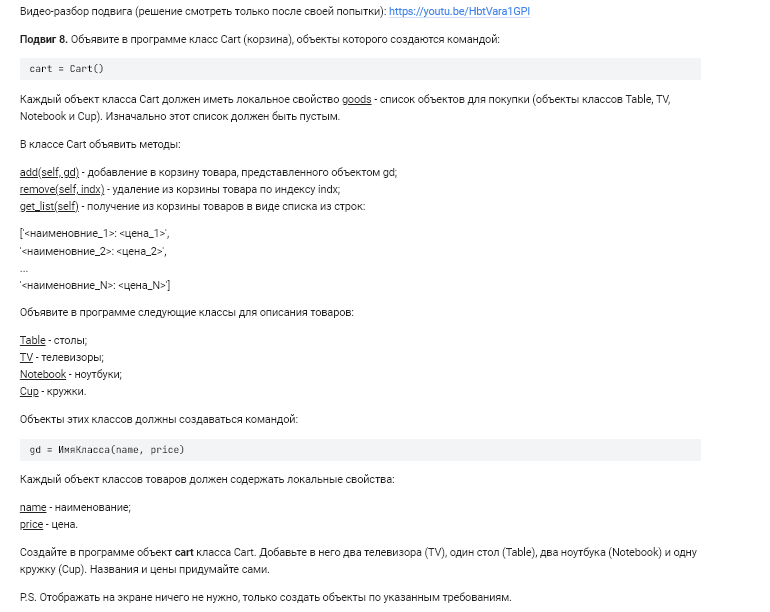 Видео-разбор подвига (решение смотреть только после своей попытки): https://youtu.be/HbtVara1GPI
Подвиг 8. Объявите в программе класс Cart (корзина), объекты которого создаются командой:
cart = Cart()
Каждый объект класса Cart должен иметь локальное свойство goods - список объектов для покупки (объекты классов Table, TV,
Notebook и Cup). Изначально этот список должен быть пустым.
В классе Cart объявить методы:
add(self, gd) - добавление в корзину товара, представленного объектом gd;
remove(self, indx) - удаление из корзины товара по индексу indx;
get_list(self) - получение из корзины товаров в виде списка из строк:
['<наименовние_1>: <цена_1>',
'<наименовние_2>: <цена_2>',
...
'<наименовние_N>: <цена_N>']
Объявите в программе следующие классы для описания товаров:
Table - столы;
TV - телевизоры;
Notebook - ноутбуки;
Cup - кружки.
Объекты этих классов должны создаваться командой:
gd = ИмяКласса(name, price)
Каждый объект классов товаров должен содержать локальные свойства:
name - наименование;
price - цена.
Создайте в программе объект cart класса Cart. Добавьте в него два телевизора (TV), один стол (Table), два ноутбука (Notebook) и одну
кружку (Cup). Названия и цены придумайте сами.
P.S. Отображать на экране ничего не нужно, только создать объекты по указанным требованиям.